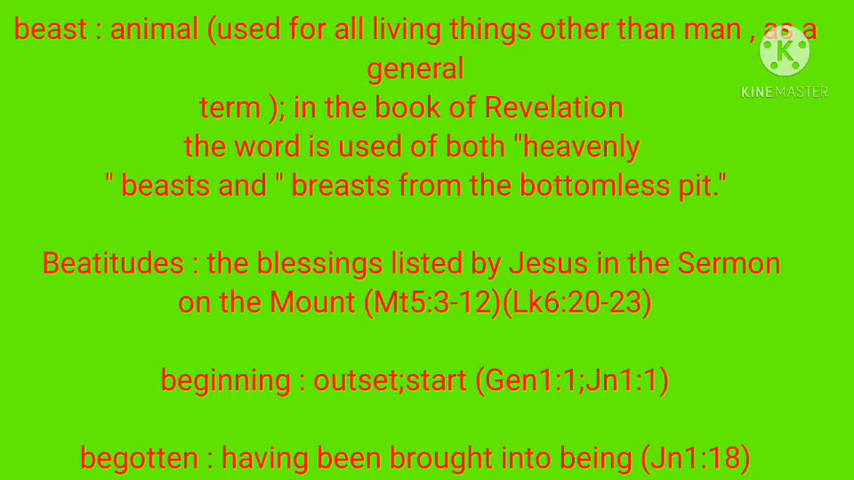 beast : animal (used for all living things other than man , as a
general
term ); in the book of Revelation
the word is used of both "heavenly
" beasts and " breasts from the bottomless pit."
Beatitudes : the blessings listed by Jesus in the Sermon
on the Mount (Mt5:3-12)(Lk6:20-23)
beginning : outset;start (Gen1:1;Jn1:1)
begotten : having been brought into being (Jn1:18)
K
KINEMASTER